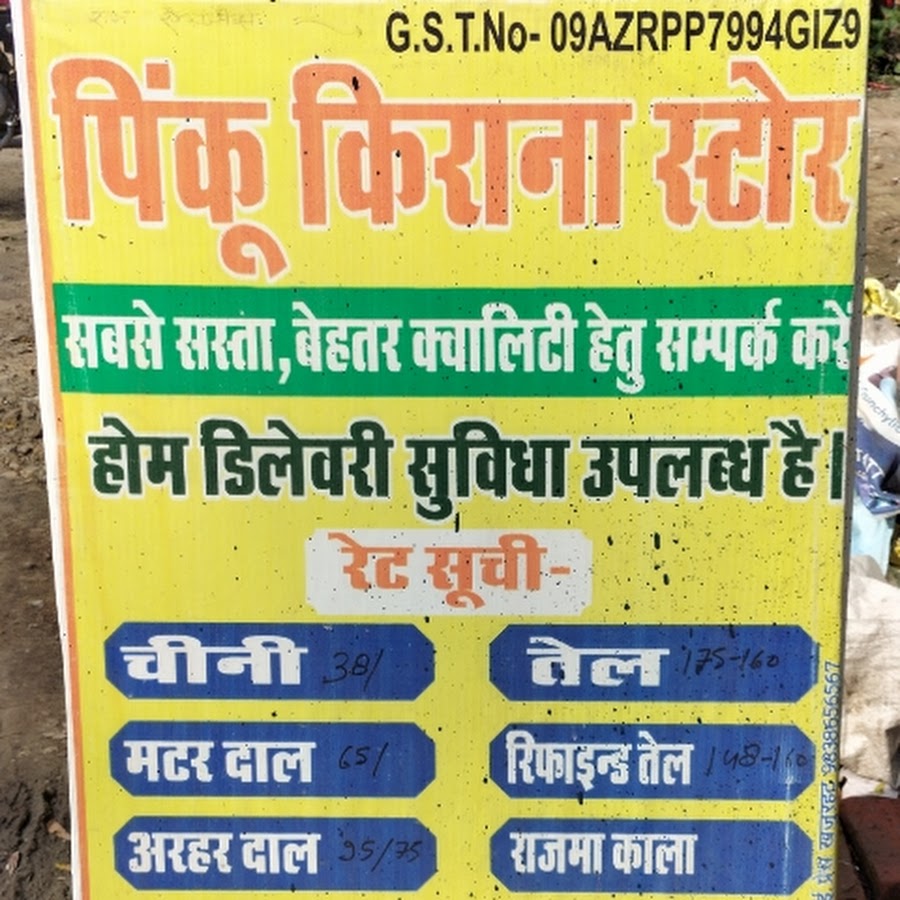 G.S.T.No- 09AZRPP7994GIZ9
पिंकू किराना स्टोर
सबसे सस्ता,बेहतर क्वालिटी हेतु सम्पर्क करें
होम डिलेवरी सुविधा उपलब्ध है।
रेट सूची-
चीनी 38/
तेल 175-160
मटर दाल 65/
रिफाइन्ड तेल 148-160
अरहर दाल 95/75
राजमा काला
9838656567